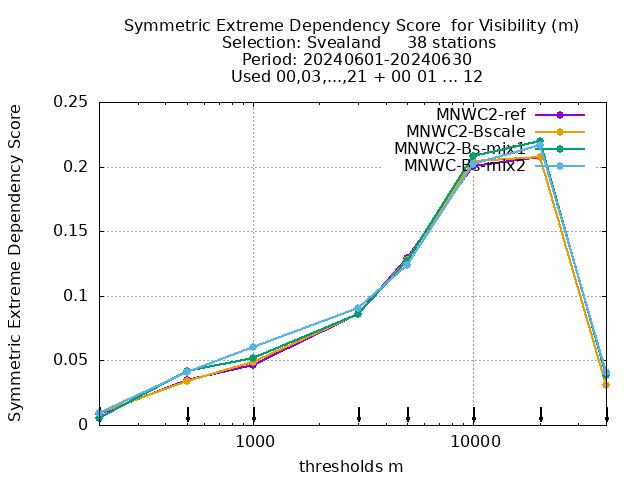 Symmetric Extreme Dependency Score  for Visibility (m)
Selection: Svealand     38 stations
Period: 20240601-20240630
Used 00,03,...,21 + 00 01 ... 12
Symmetric Extreme Dependency Score
0.25
0.2
0.15
0.1
0.05
0
MNWC2-ref
MNWC2-Bscale
MNWC2-Bs-mix1
MNWC-Bs-mix2
1000
10000
thresholds m